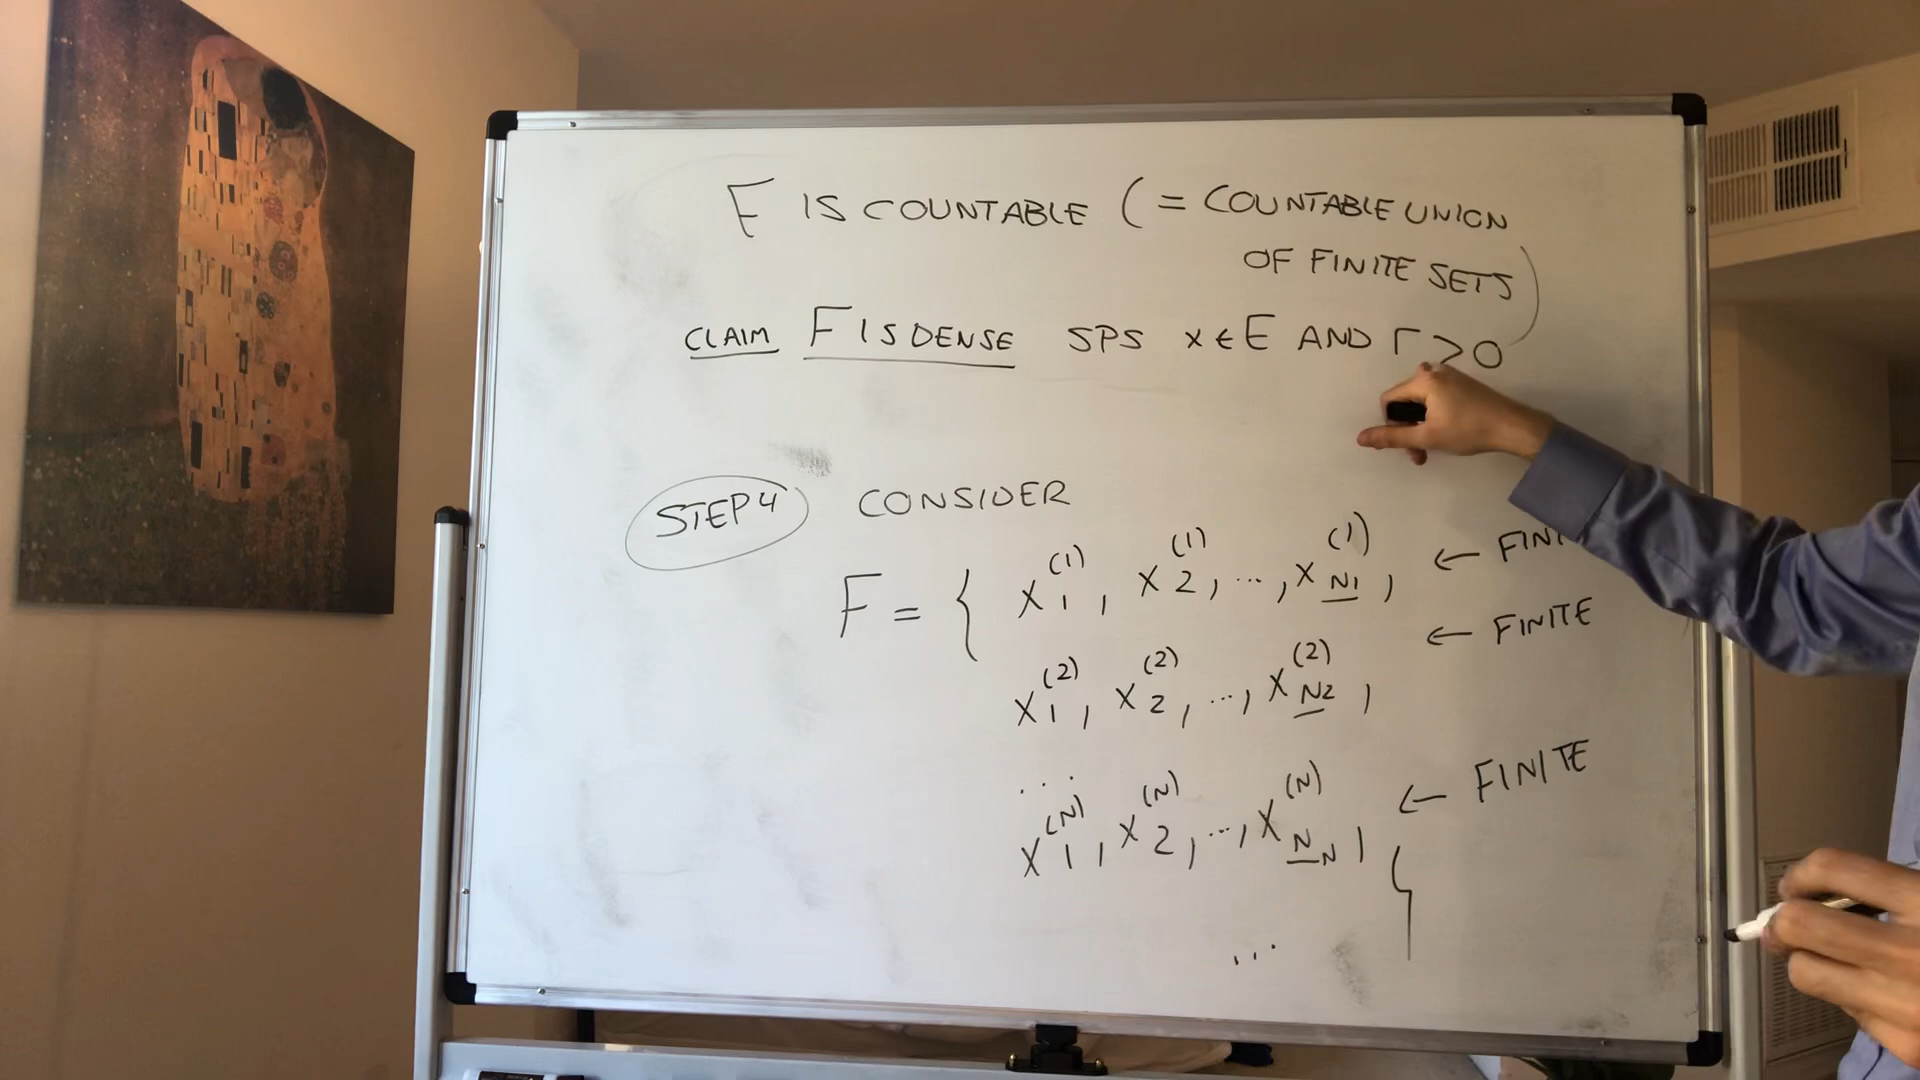 F IS COUNTABLE (= COUNTABLE UNION
OF FINITE SETS)
CLAIM F IS DENSE SPS x ∈ E AND r > 0
STEP 4 CONSIDER
F = { x₁⁽¹⁾, x₂⁽¹⁾, ..., x_N1⁽¹⁾, ← FINI
x₁⁽²⁾, x₂⁽²⁾, ..., x_N2⁽²⁾, ← FINITE
...
x₁⁽ᴺ⁾, x₂⁽ᴺ⁾, ..., x_N_N⁽ᴺ⁾, ← FINITE
... }